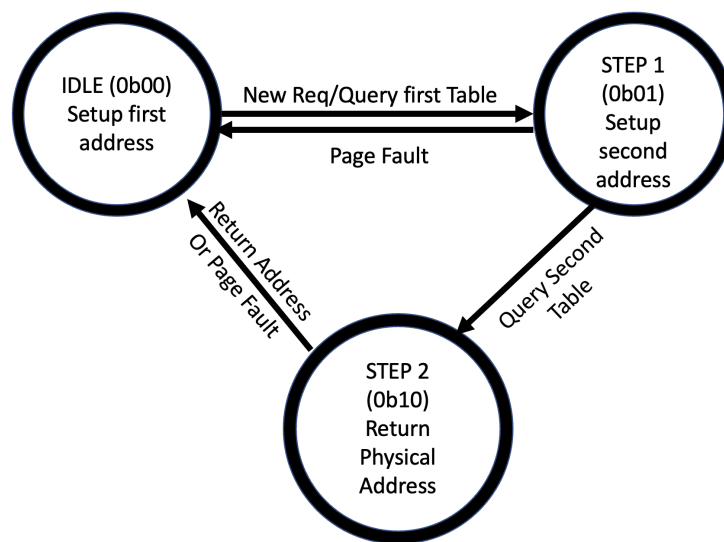 IDLE (0b00)
Setup first
address
New Req/Query first Table
Page Fault
STEP 1
(0b01)
Setup
second
address
Return Address
Or Page Fault
Query Second
Table
STEP 2
(0b10)
Return
Physical
Address